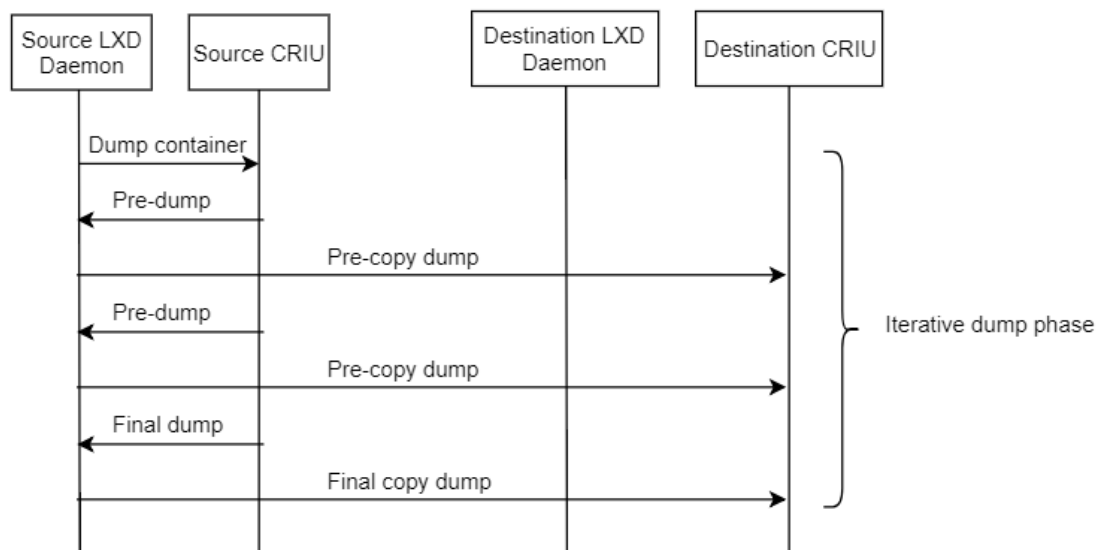 Source LXD
Daemon
Source CRIU
Destination LXD
Daemon
Destination CRIU
Dump container
Pre-dump
Pre-copy dump
Pre-dump
Iterative dump phase
Pre-copy dump
Final dump
Final copy dump